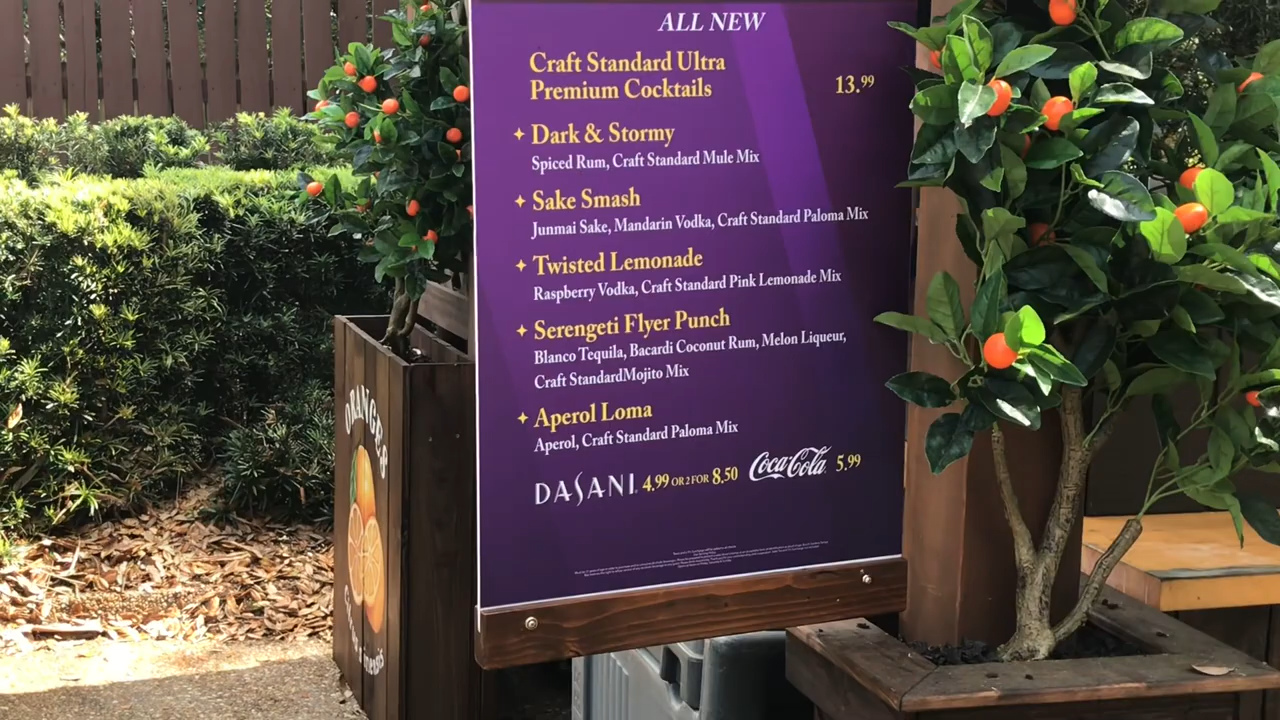 ALL NEW
Craft Standard Ultra
Premium Cocktails 13.99
Dark & Stormy
Spiced Rum, Craft Standard Mule Mix
Sake Smash
Junmai Sake, Mandarin Vodka, Craft Standard Paloma Mix
Twisted Lemonade
Raspberry Vodka, Craft Standard Pink Lemonade Mix
Serengeti Flyer Punch
Blanco Tequila, Bacardi Coconut Rum, Melon Liqueur,
Craft StandardMojito Mix
Aperol Loma
Aperol, Craft Standard Paloma Mix
DASANI 4.99 OR 2 FOR 8.50 Coca-Cola 5.99
ORANGES